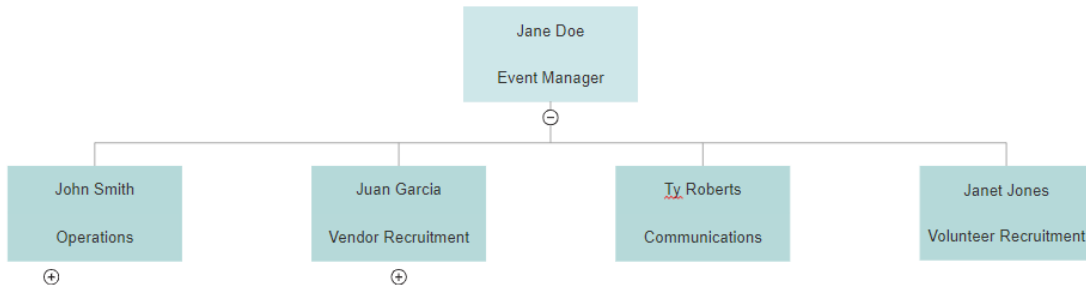 Jane Doe
Event Manager
John Smith
Operations
Juan Garcia
Vendor Recruitment
Ty Roberts
Communications
Janet Jones
Volunteer Recruitment